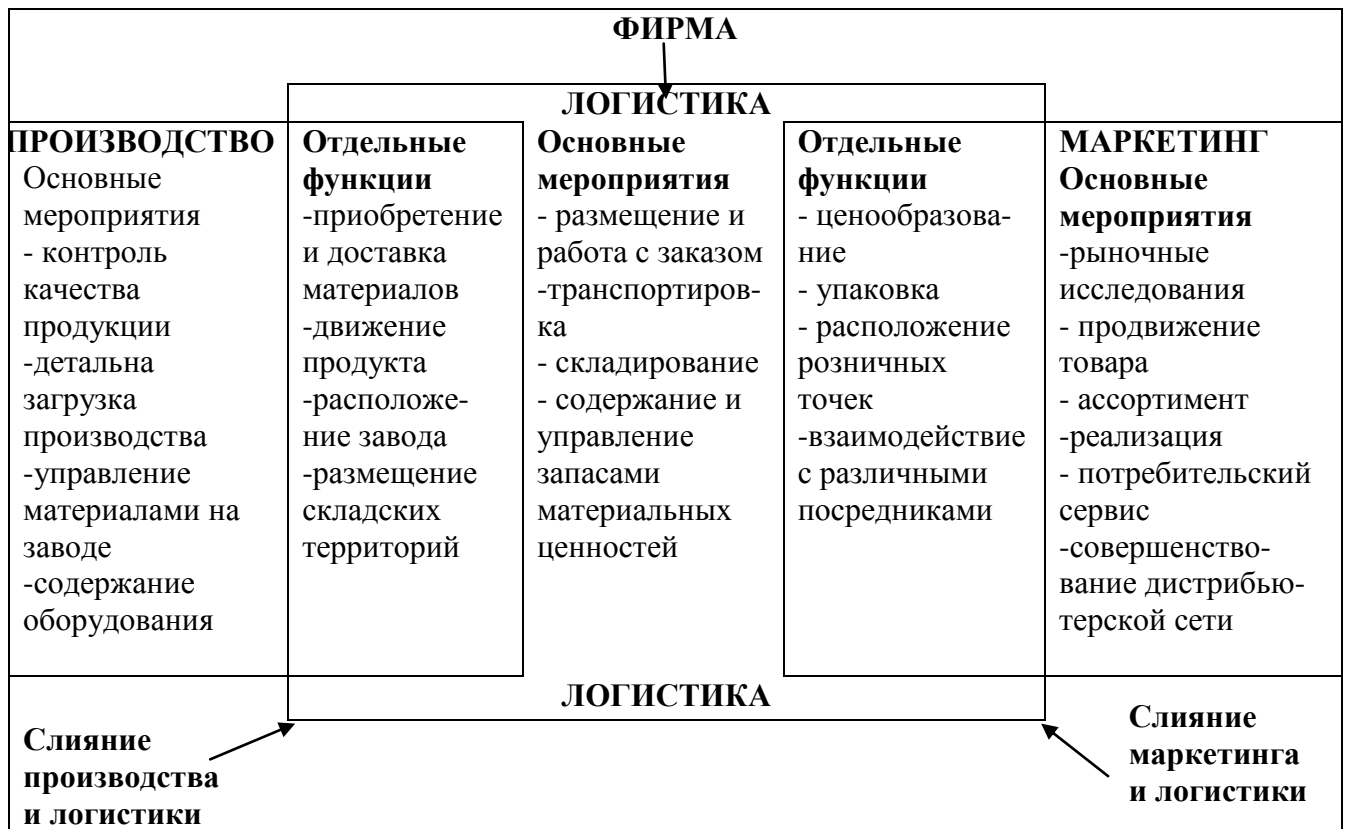 ФИРМА
ЛОГИСТИКА
ПРОИЗВОДСТВО
Основные
мероприятия
- контроль
качества
продукции
-детальна
загрузка
производства
-управление
материалами на
заводе
-содержание
оборудования
Отдельные
функции
-приобретение
и доставка
материалов
-движение
продукта
-расположе-
ние завода
-размещение
складских
территорий
Основные
мероприятия
- размещение и
работа с заказом
-транспортиров-
ка
- складирование
- содержание и
управление
запасами
материальных
ценностей
Отдельные
функции
- ценообразова-
ние
- упаковка
- расположение
розничных
точек
-взаимодействие
с различными
посредниками
МАРКЕТИНГ
Основные
мероприятия
-рыночные
исследования
- продвижение
товара
- ассортимент
-реализация
- потребительский
сервис
-совершенство-
вание дистрибью-
терской сети
ЛОГИСТИКА
Слияние
производства
и логистики
Слияние
маркетинга
и логистики